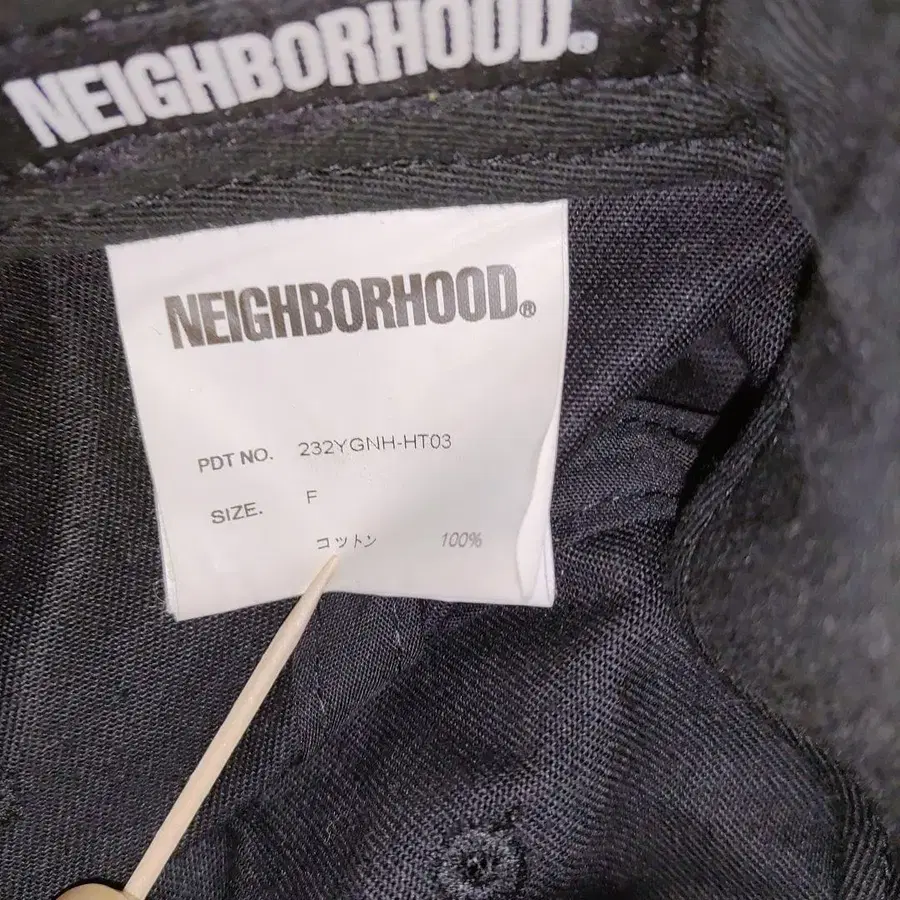 NEIGHBORHOOD®
NEIGHBORHOOD®
PDT NO. 232YGNH-HT03
SIZE. F
コットン 100%